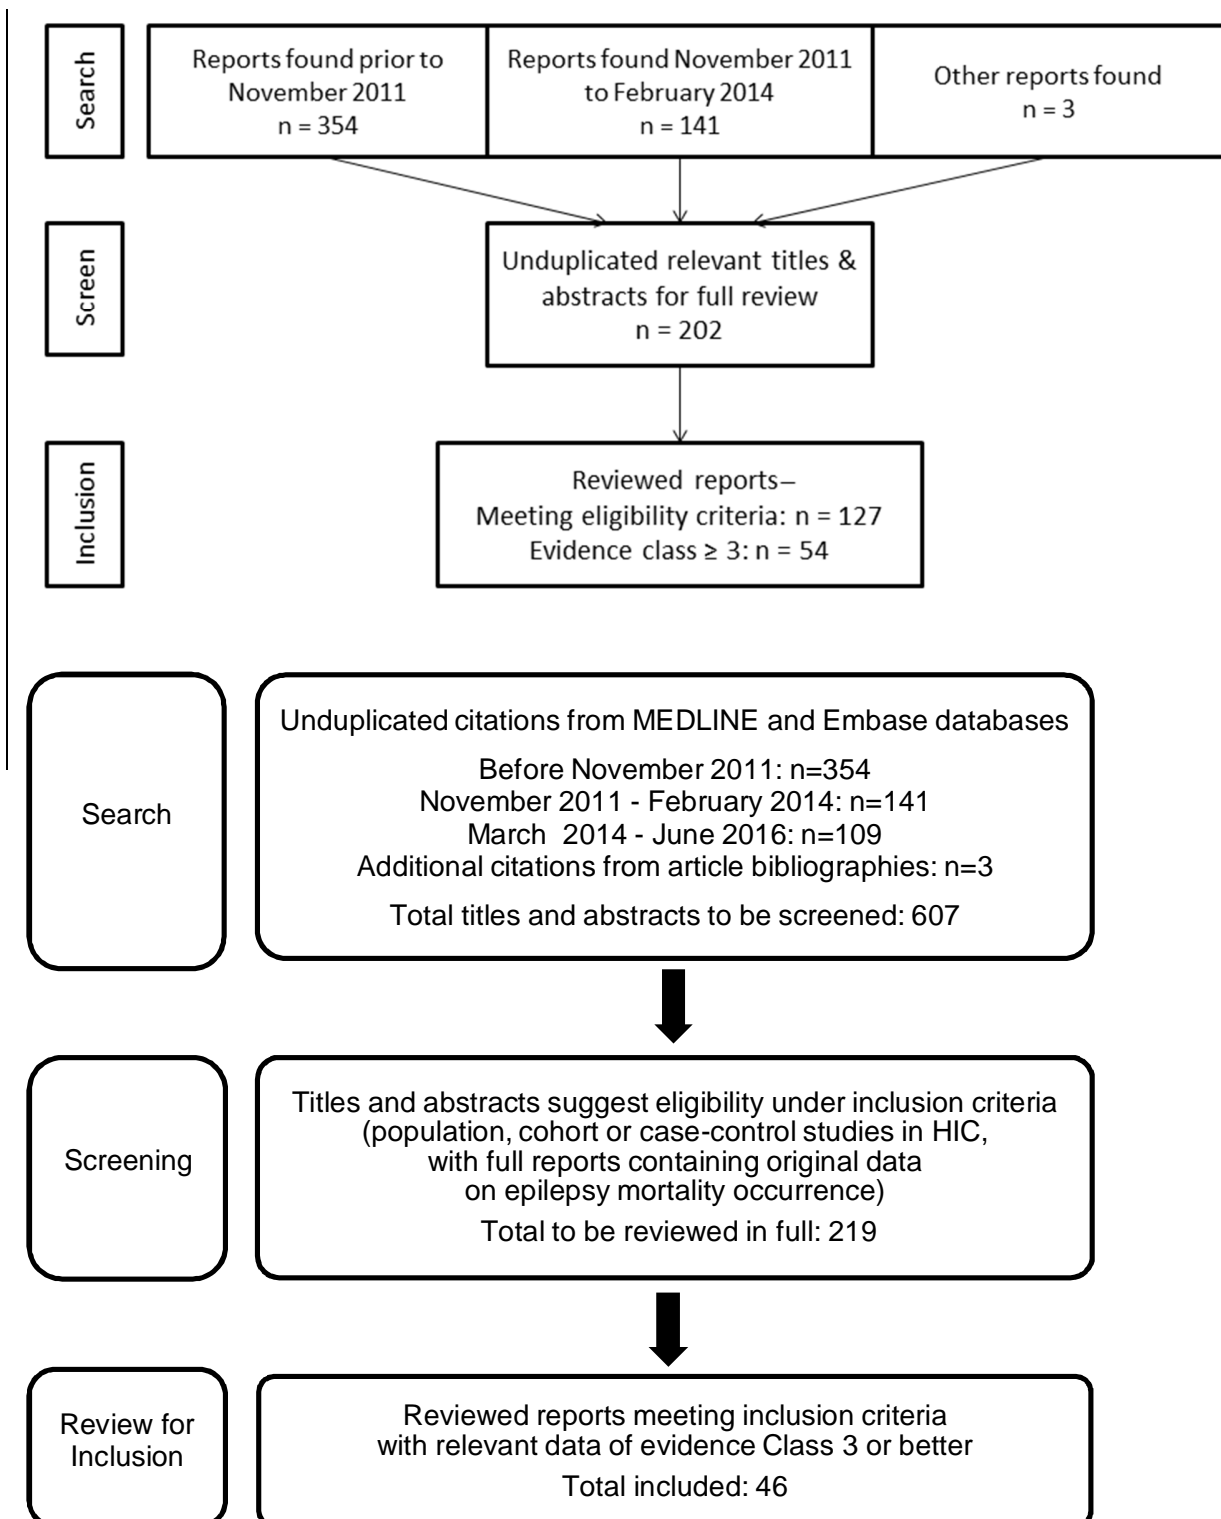 Search
Reports found prior to
November 2011
n = 354
Reports found November 2011
to February 2014
n = 141
Other reports found
n = 3
Screen
Unduplicated relevant titles &
abstracts for full review
n = 202
Inclusion
Reviewed reports–
Meeting eligibility criteria: n = 127
Evidence class ≥ 3: n = 54
Search
Unduplicated citations from MEDLINE and Embase databases
Before November 2011: n=354
November 2011 - February 2014: n=141
March 2014 - June 2016: n=109
Additional citations from article bibliographies: n=3
Total titles and abstracts to be screened: 607
Screening
Titles and abstracts suggest eligibility under inclusion criteria
(population, cohort or case-control studies in HIC,
with full reports containing original data
on epilepsy mortality occurrence)
Total to be reviewed in full: 219
Review for
Inclusion
Reviewed reports meeting inclusion criteria
with relevant data of evidence Class 3 or better
Total included: 46